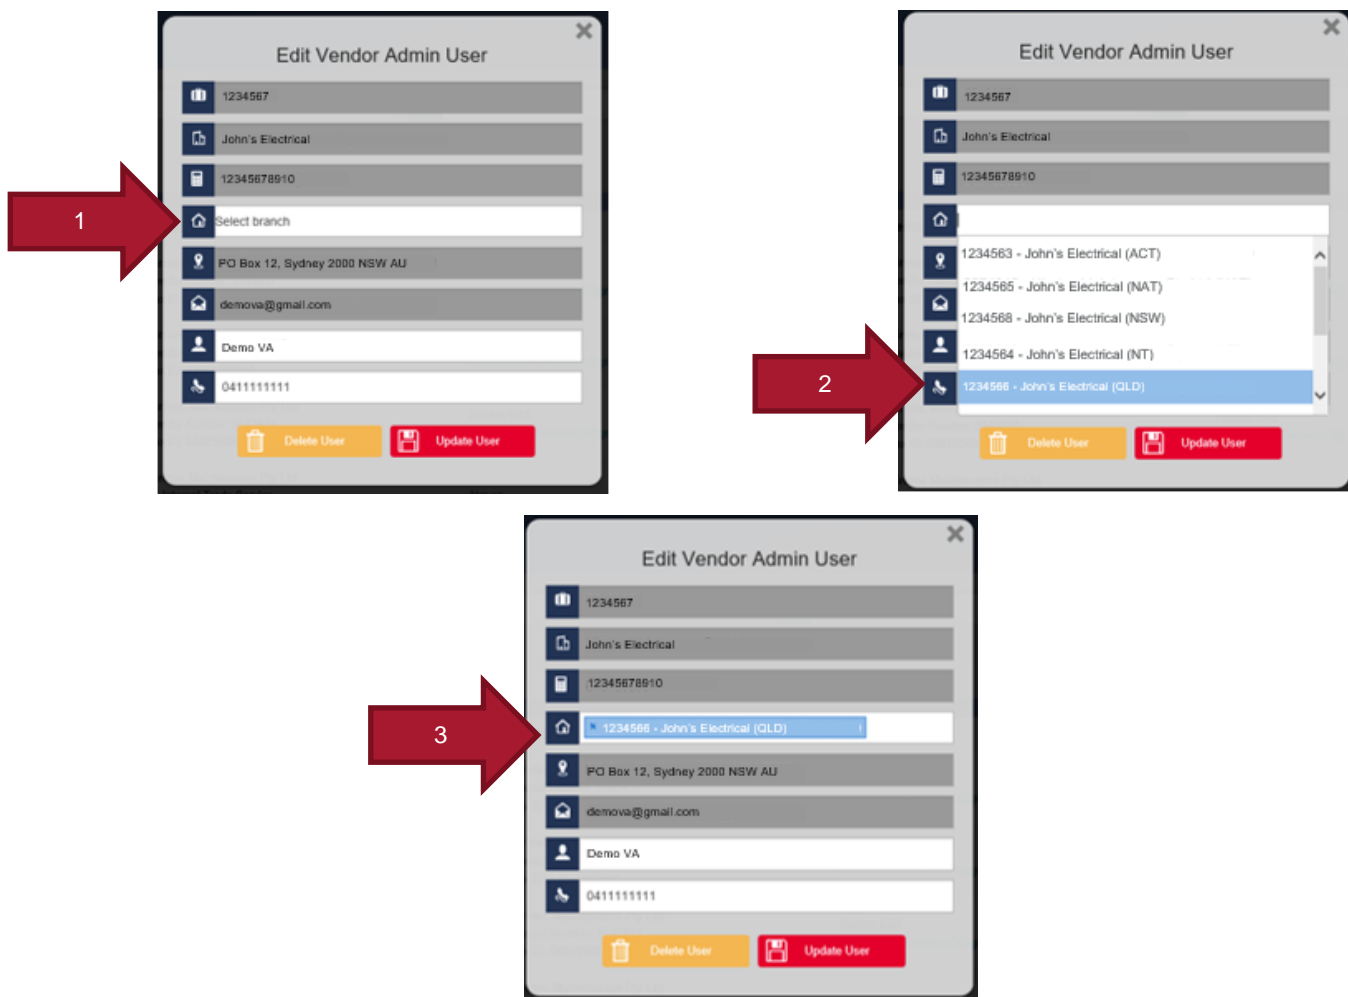 Edit Vendor Admin User
1234567
John's Electrical
12345678910
1
Select branch
PO Box 12, Sydney 2000 NSW AU
demova@gmail.com
Demo VA
0411111111
Delete User
Update User
Edit Vendor Admin User
1234567
John's Electrical
12345678910
1234563 - John's Electrical (ACT)
1234565 - John's Electrical (NAT)
1234568 - John's Electrical (NSW)
1234564 - John's Electrical (NT)
2
1234566 - John's Electrical (QLD)
Delete User
Update User
Edit Vendor Admin User
1234567
John's Electrical
12345678910
3
1234566 - John's Electrical (QLD)
PO Box 12, Sydney 2000 NSW AU
demova@gmail.com
Demo VA
0411111111
Delete User
Update User